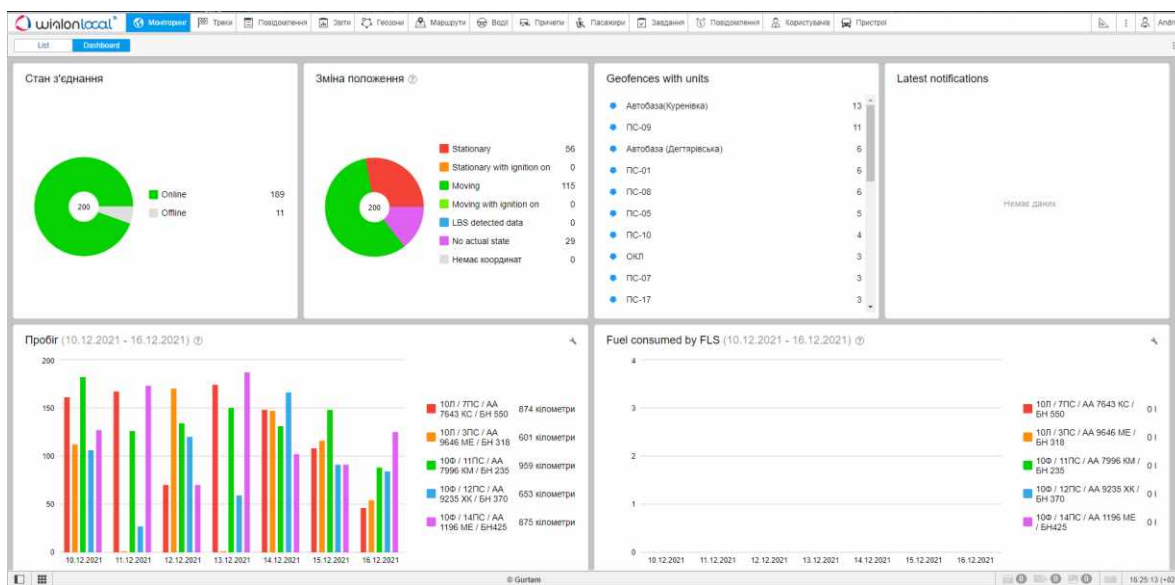 wialonlocal
Моніторинг Треки Повідомлення Звіти Геозони Маршрути Водії Причепи Пасажири Завдання Повідомлення Користувачів Пристрої
List Dashboard
Стан з'єднання
200
Online 189
Offline 11
Зміна положення
200
Stationary 56
Stationary with ignition on 0
Moving 115
Moving with ignition on 0
LBS detected data 0
No actual state 29
Немає координат 0
Geofences with units
Автобаза(Куренівка) 13
ПС-09 11
Автобаза (Дегтярівська) 6
ПС-01 6
ПС-08 6
ПС-05 5
ПС-10 4
ОКЛ 3
ПС-07 3
ПС-17 3
Latest notifications
Немає даних
Пробіг (10.12.2021 - 16.12.2021)
200
150
100
50
0
10.12.2021 11.12.2021 12.12.2021 13.12.2021 14.12.2021 15.12.2021 16.12.2021
10Л / 7ПС / АА
7643 КС / БН 550 874 кілометри
10Л / 3ПС / АА
9646 МЕ / БН 318 601 кілометри
10Ф / 11ПС / АА
7996 КМ / БН 235 959 кілометри
10Ф / 12ПС / АА
9235 ХК / БН 370 653 кілометри
10Ф / 14ПС / АА
1196 МЕ / БН425 875 кілометри
Fuel consumed by FLS (10.12.2021 - 16.12.2021)
4
3
2
1
0
10.12.2021 11.12.2021 12.12.2021 13.12.2021 14.12.2021 15.12.2021 16.12.2021
10Л / 7ПС / АА 7643 КС /
БН 550 0 l
10Л / 3ПС / АА 9646 МЕ /
БН 318 0 l
10Ф / 11ПС / АА 7996 КМ /
БН 235 0 l
10Ф / 12ПС / АА 9235 ХК /
БН 370 0 l
10Ф / 14ПС / АА 1196 МЕ
/ БН425 0 l
© Gurtam
0 0 0